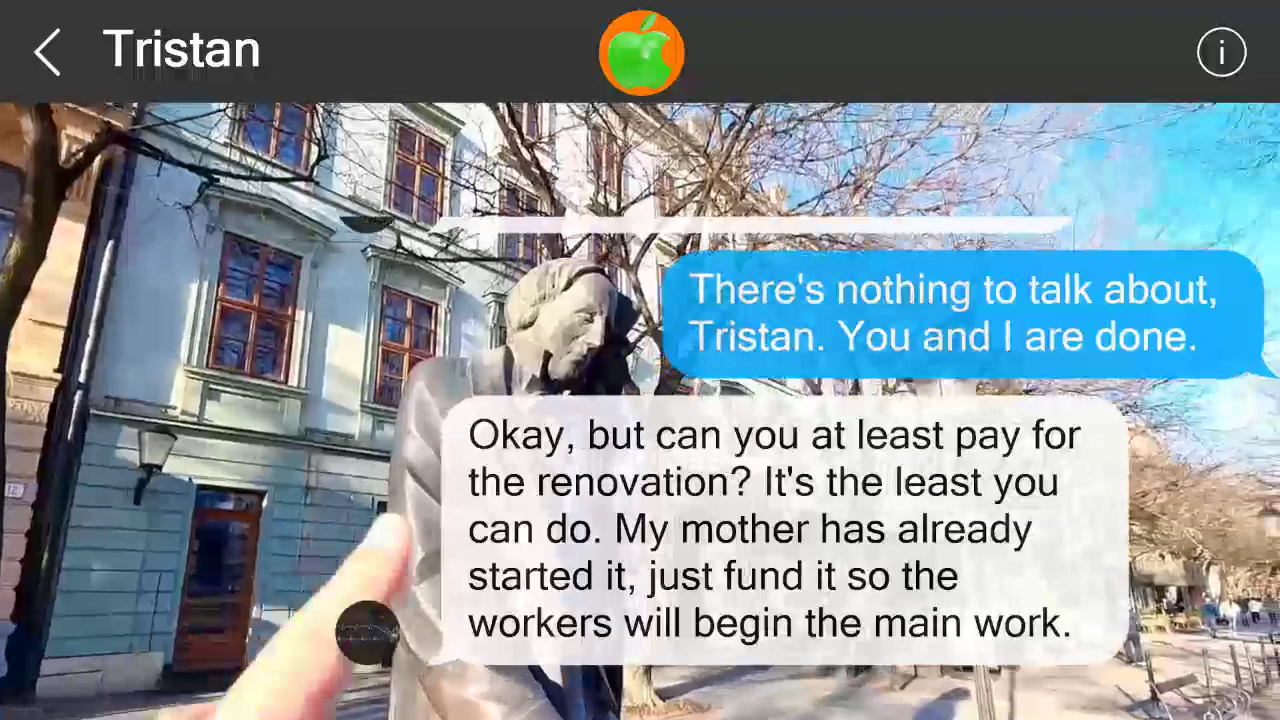 Tristan
i
There's nothing to talk about,
Tristan. You and I are done.
Okay, but can you at least pay for
the renovation? It's the least you
can do. My mother has already
started it, just fund it so the
workers will begin the main work.
12